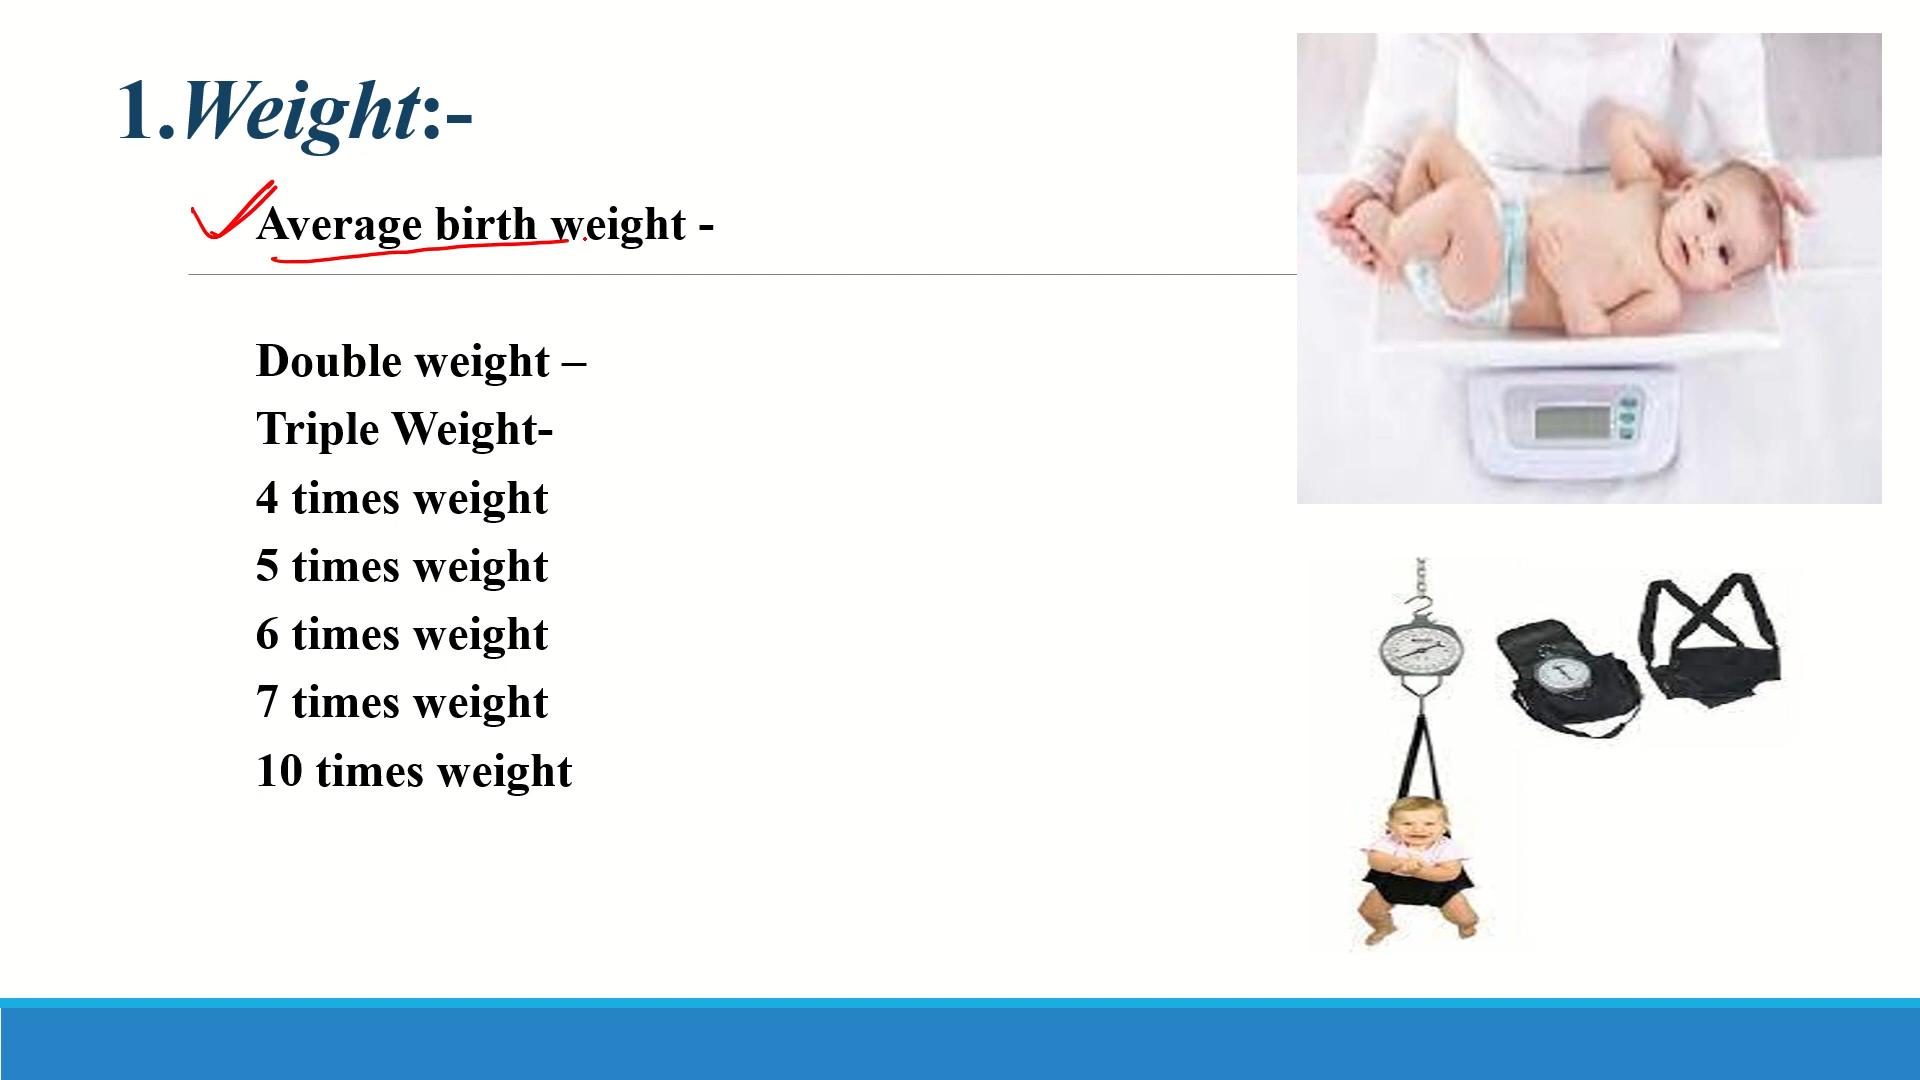 1.Weight:-
Average birth weight -
Double weight –
Triple Weight-
4 times weight
5 times weight
6 times weight
7 times weight
10 times weight